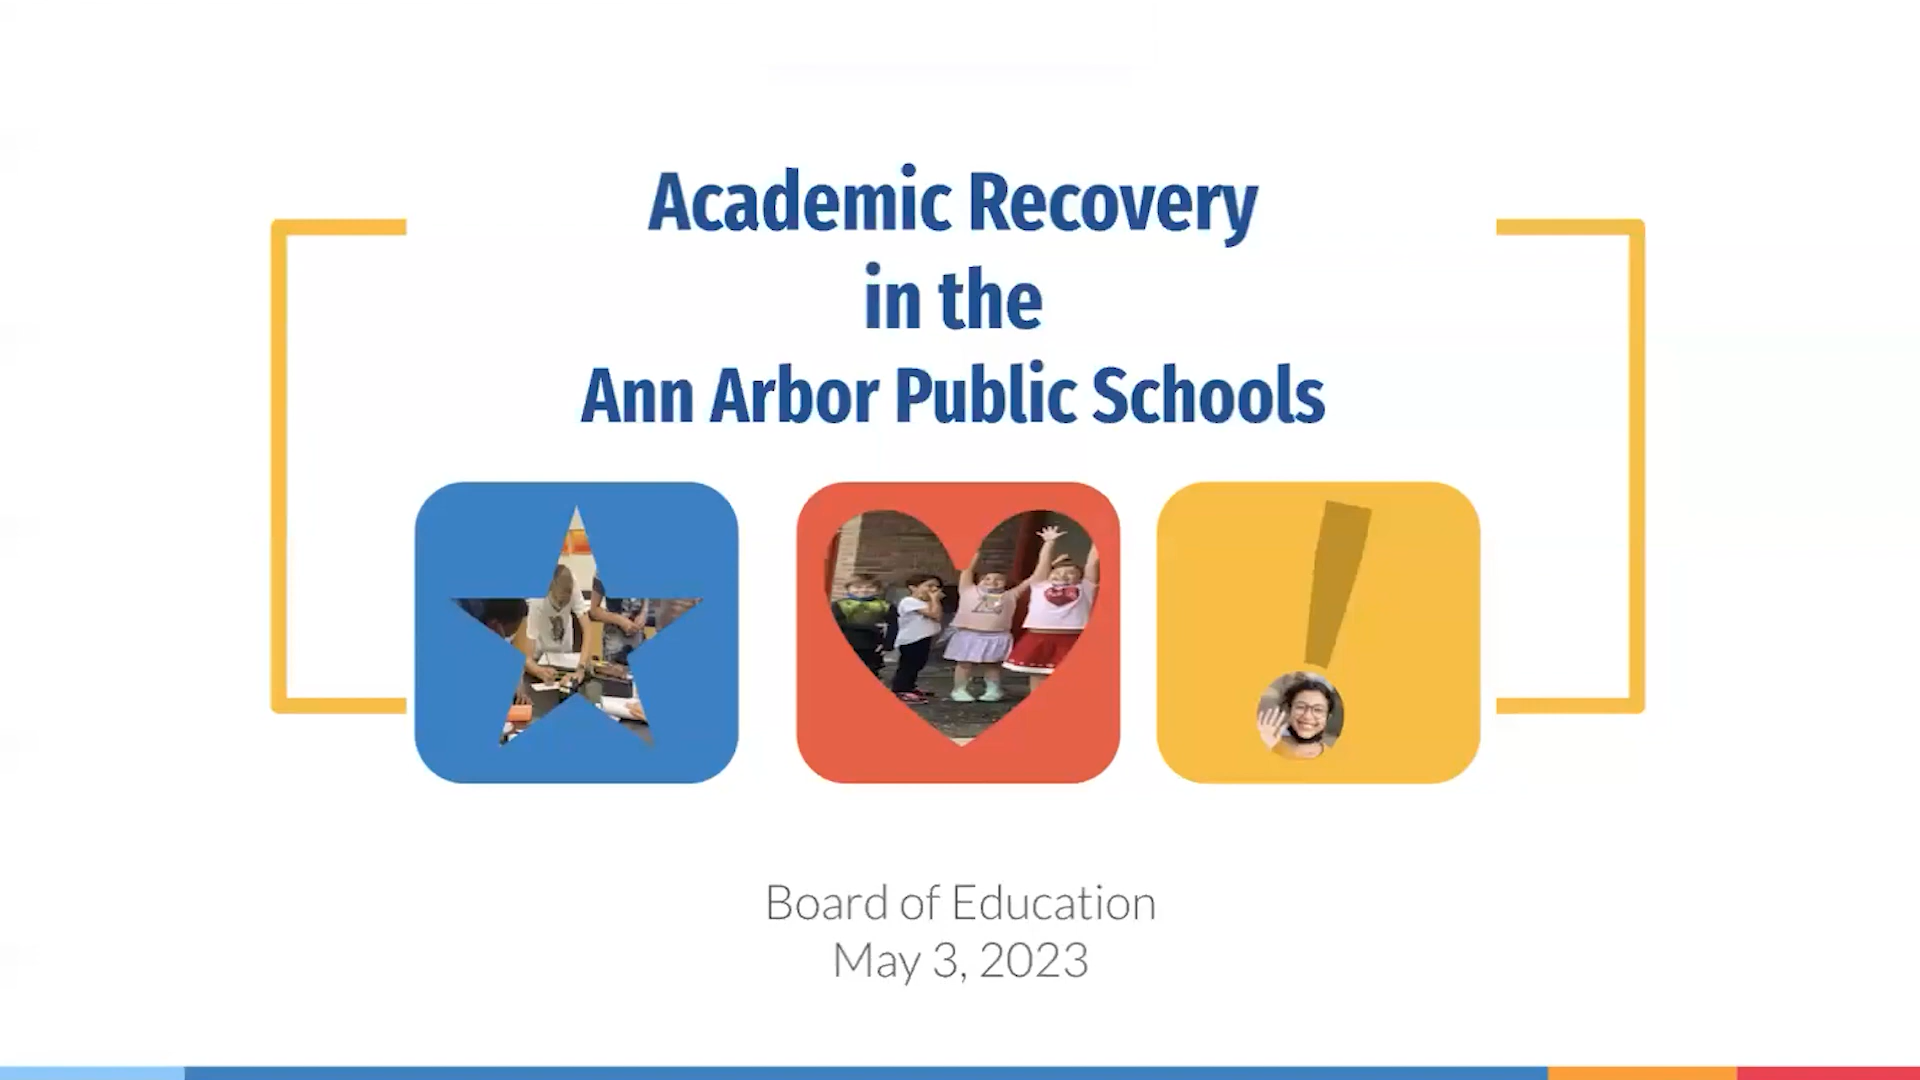 Academic Recovery
in the
Ann Arbor Public Schools
Board of Education
May 3, 2023